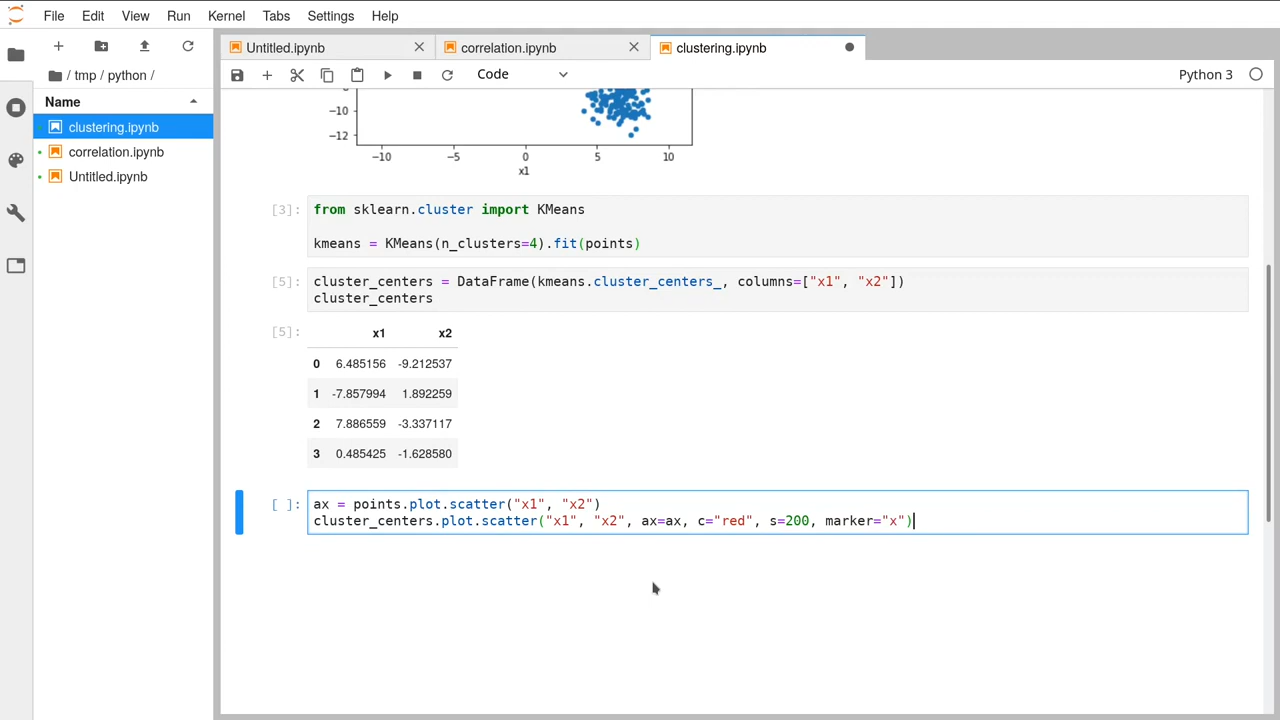 File Edit View Run Kernel Tabs Settings Help
Untitled.ipynb correlation.ipynb clustering.ipynb
/ tmp / python /
Code Python 3
Name
clustering.ipynb
correlation.ipynb
Untitled.ipynb
-10
-12
-10 -5 0 5 10
x1
[3]: from sklearn.cluster import KMeans
kmeans = KMeans(n_clusters=4).fit(points)
[5]: cluster_centers = DataFrame(kmeans.cluster_centers_, columns=["x1", "x2"])
cluster_centers
[5]: x1 x2
0 6.485156 -9.212537
1 -7.857994 1.892259
2 7.886559 -3.337117
3 0.485425 -1.628580
[ ]: ax = points.plot.scatter("x1", "x2")
cluster_centers.plot.scatter("x1", "x2", ax=ax, c="red", s=200, marker="x")